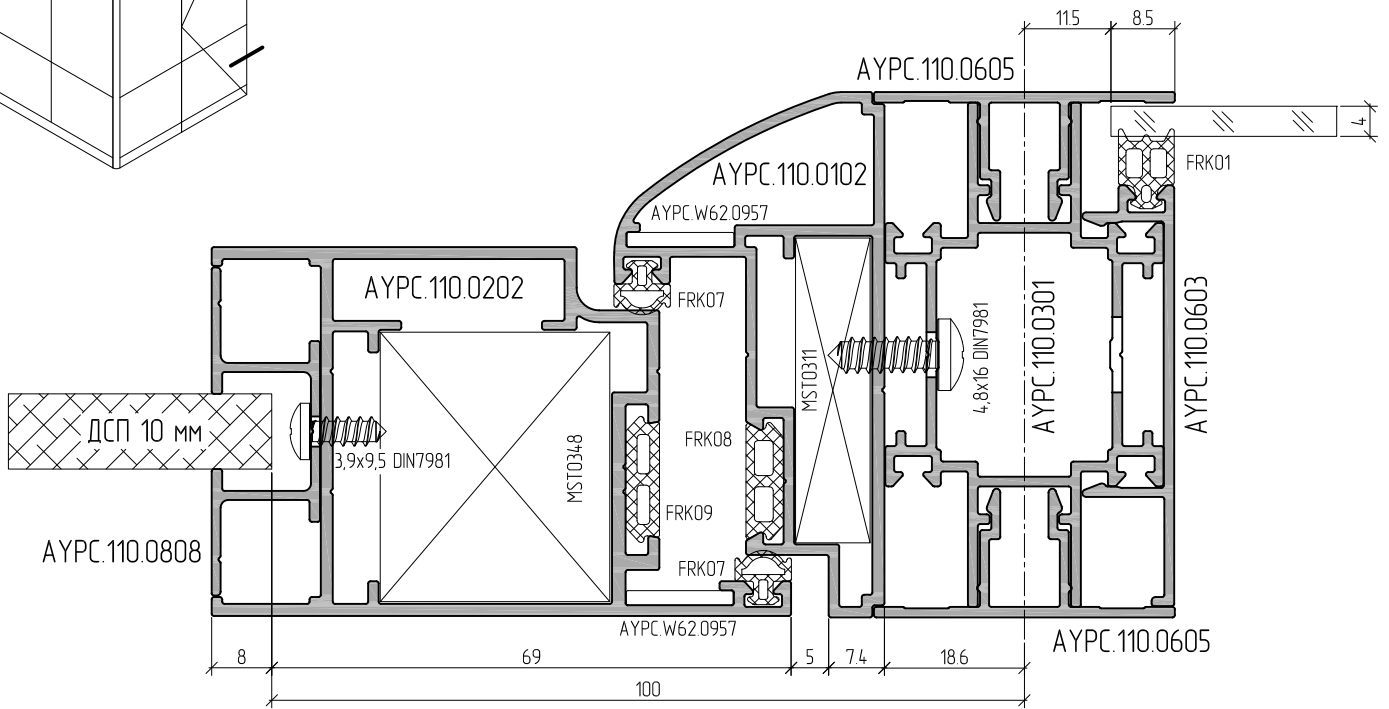 11.5
8.5
AYPC.110.0605
4
AYPC.110.0102
FRK01
AYPC.W62.0957
AYPC.110.0202
FRK07
MST0311
4,8x16 DIN7981
AYPC.110.0301
AYPC.110.0603
ДСП 10 мм
3,9x9,5 DIN7981
MST0348
FRK08
FRK09
AYPC.110.0808
FRK07
AYPC.W62.0957
AYPC.110.0605
8
69
5
7.4
18.6
100